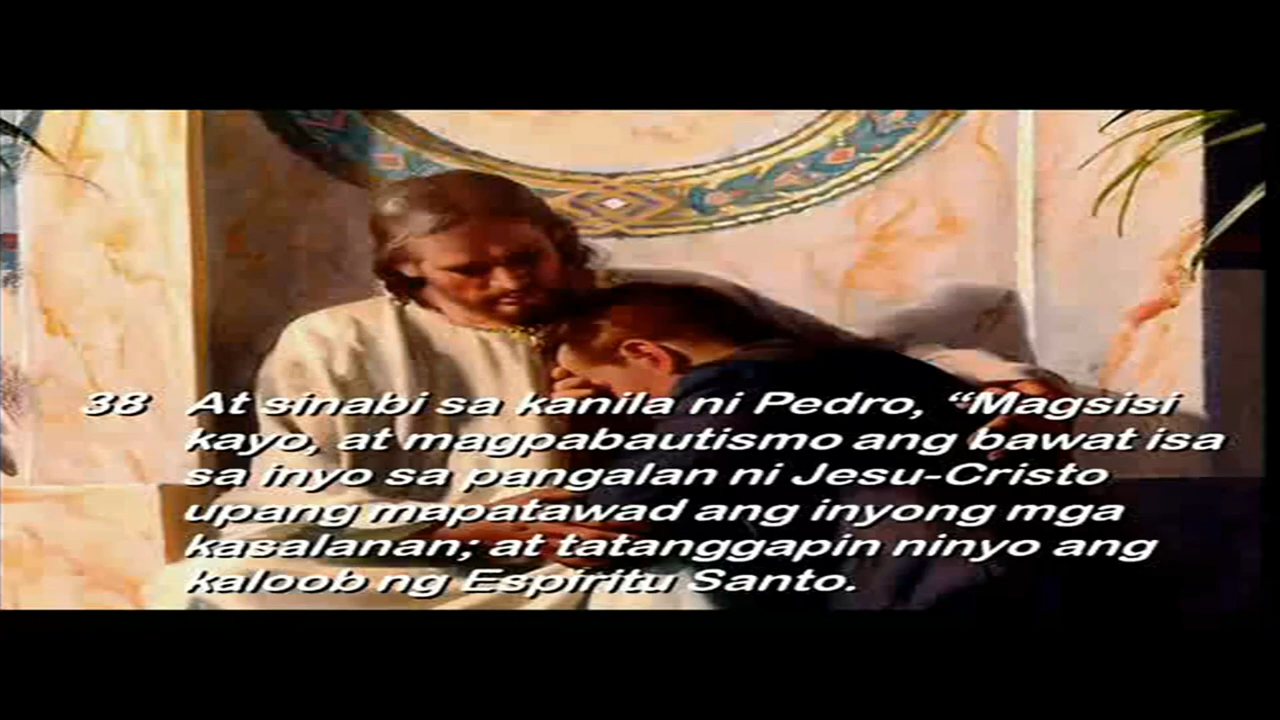 38 At sinabi sa kanila ni Pedro, “Magsisi
kayo, at magpabautismo ang bawat isa
sa inyo sa pangalan ni Jesu-Cristo
upang mapatawad ang inyong mga
kasalanan; at tatanggapin ninyo ang
kaloob ng Espiritu Santo.